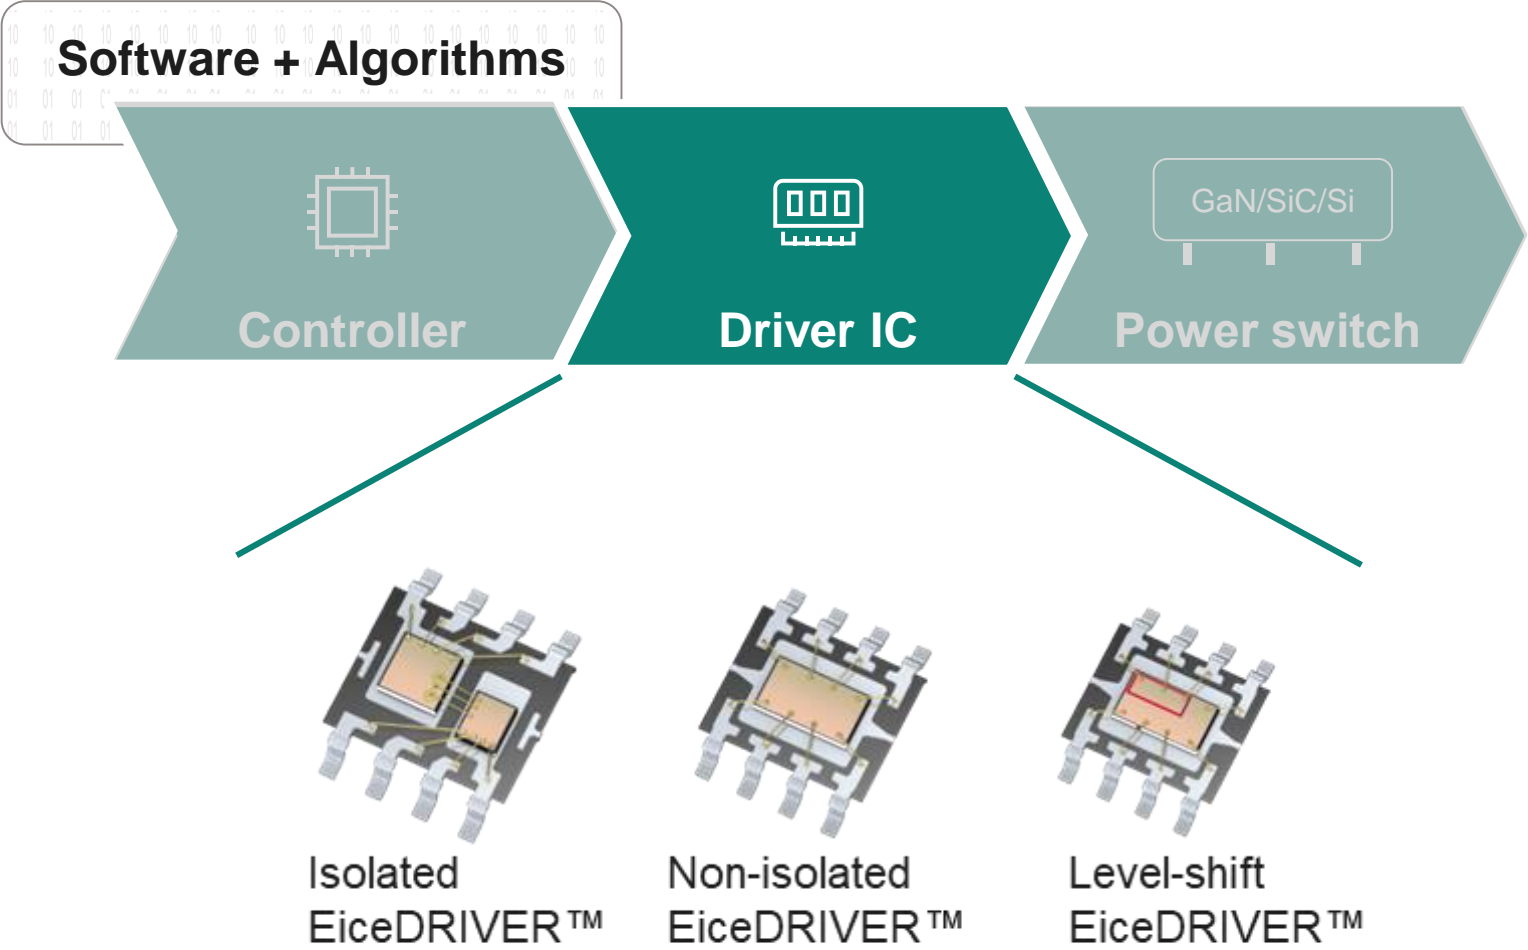 Software + Algorithms
Controller
Driver IC
GaN/SiC/Si
Power switch
Isolated
EiceDRIVER™
Non-isolated
EiceDRIVER™
Level-shift
EiceDRIVER™